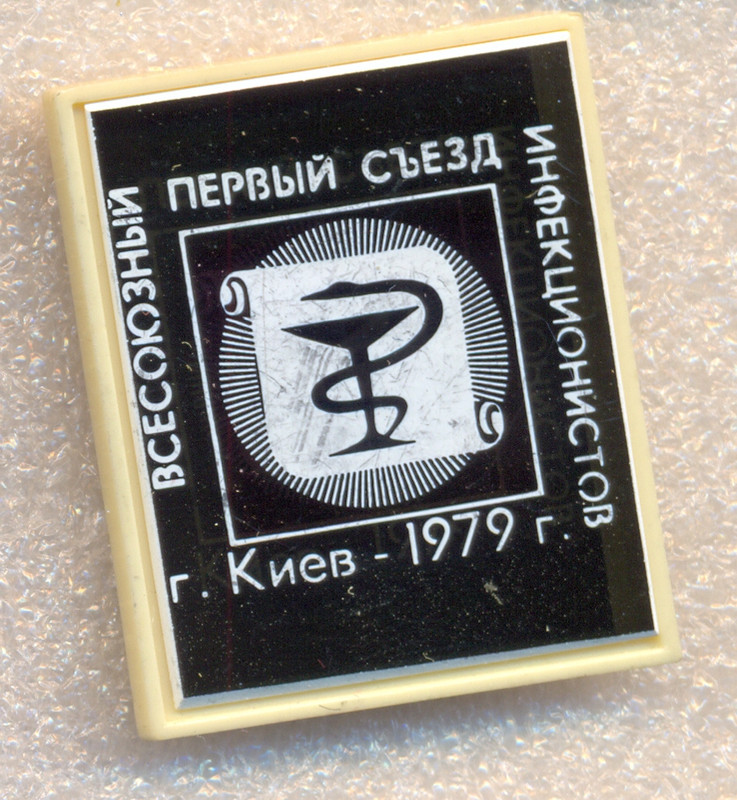 ВСЕСОЮЗНЫЙ
ПЕРВЫЙ СЪЕЗД
ИНФЕКЦИОНИСТОВ
г. Киев - 1979 г.